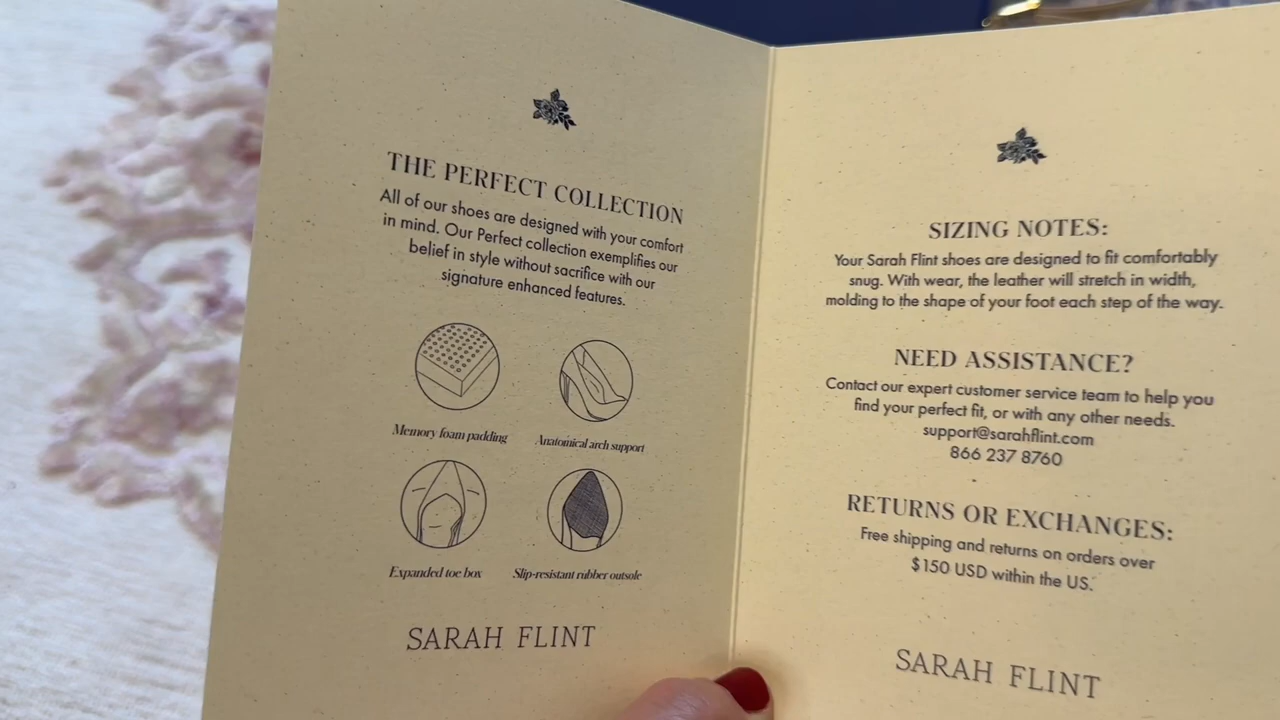 THE PERFECT COLLECTION
All of our shoes are designed with your comfort
in mind. Our Perfect collection exemplifies our
belief in style without sacrifice with our
signature enhanced features.
Memory foam padding
Anatomical arch support
Expanded toe box
Slip-resistant rubber outsole
SARAH FLINT
SIZING NOTES:
Your Sarah Flint shoes are designed to fit comfortably
snug. With wear, the leather will stretch in width,
molding to the shape of your foot each step of the way.
NEED ASSISTANCE?
Contact our expert customer service team to help you
find your perfect fit, or with any other needs.
support@sarahflint.com
866 237 8760
RETURNS OR EXCHANGES:
Free shipping and returns on orders over
$150 USD within the US.
SARAH FLINT